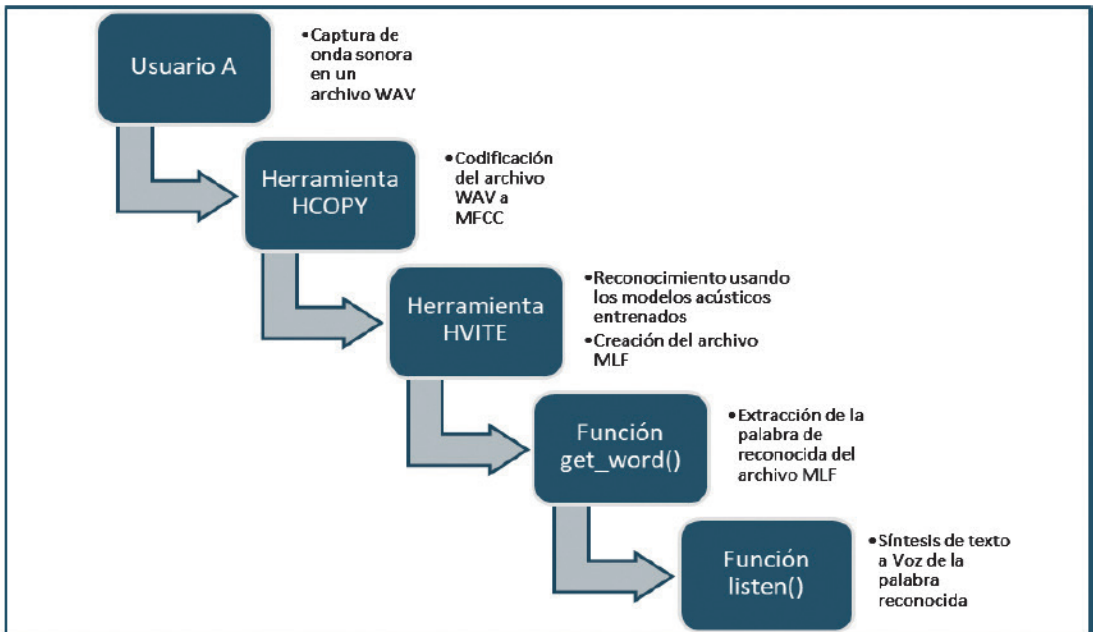 Usuario A
•Captura de
onda sonora
en un
archivo WAV
Herramienta
HCOPY
•Codificación
del archivo
WAV a
MFCC
Herramienta
HVITE
•Reconocimiento usando
los modelos acústicos
entrenados
•Creación del archivo
MLF
Función
get_word()
•Extracción de la
palabra de
reconocida del
archivo MLF
Función
listen()
•Síntesis de texto
a Voz de la
palabra
reconocida